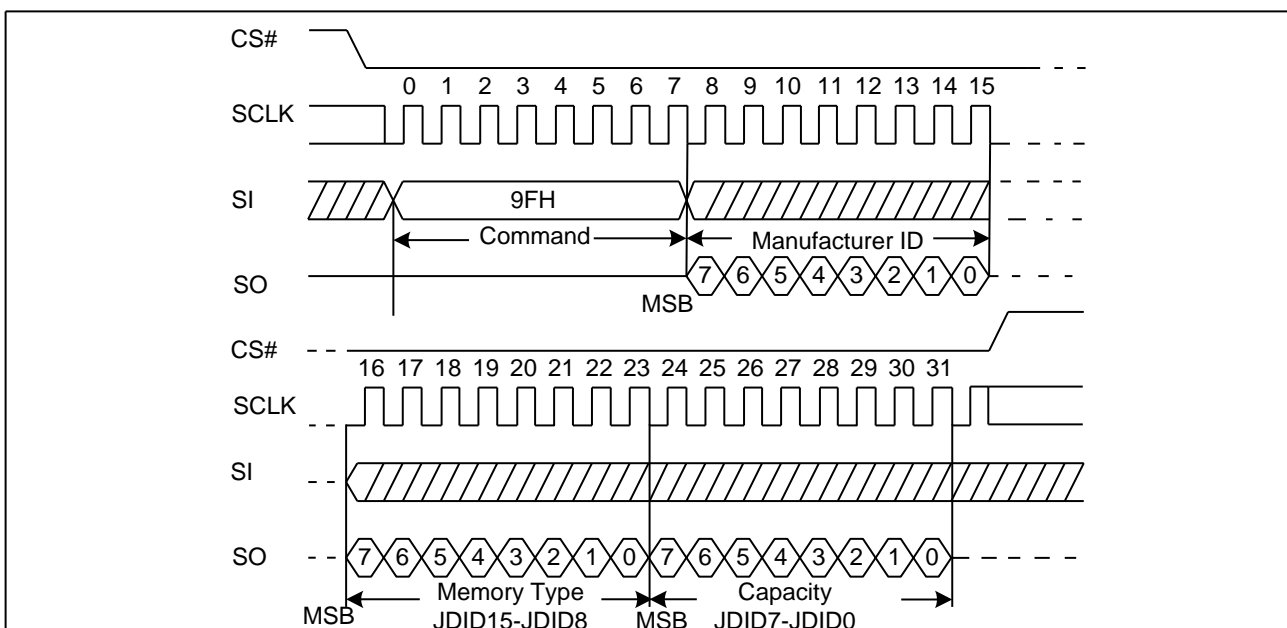 CS#
0 1 2 3 4 5 6 7 8 9 10 11 12 13 14 15
SCLK
SI 9FH
Command Manufacturer ID
SO 7 6 5 4 3 2 1 0
MSB
CS#
16 17 18 19 20 21 22 23 24 25 26 27 28 29 30 31
SCLK
SI
SO 7 6 5 4 3 2 1 0 7 6 5 4 3 2 1 0
Memory Type Capacity
MSB JDID15-JDID8 MSB JDID7-JDID0